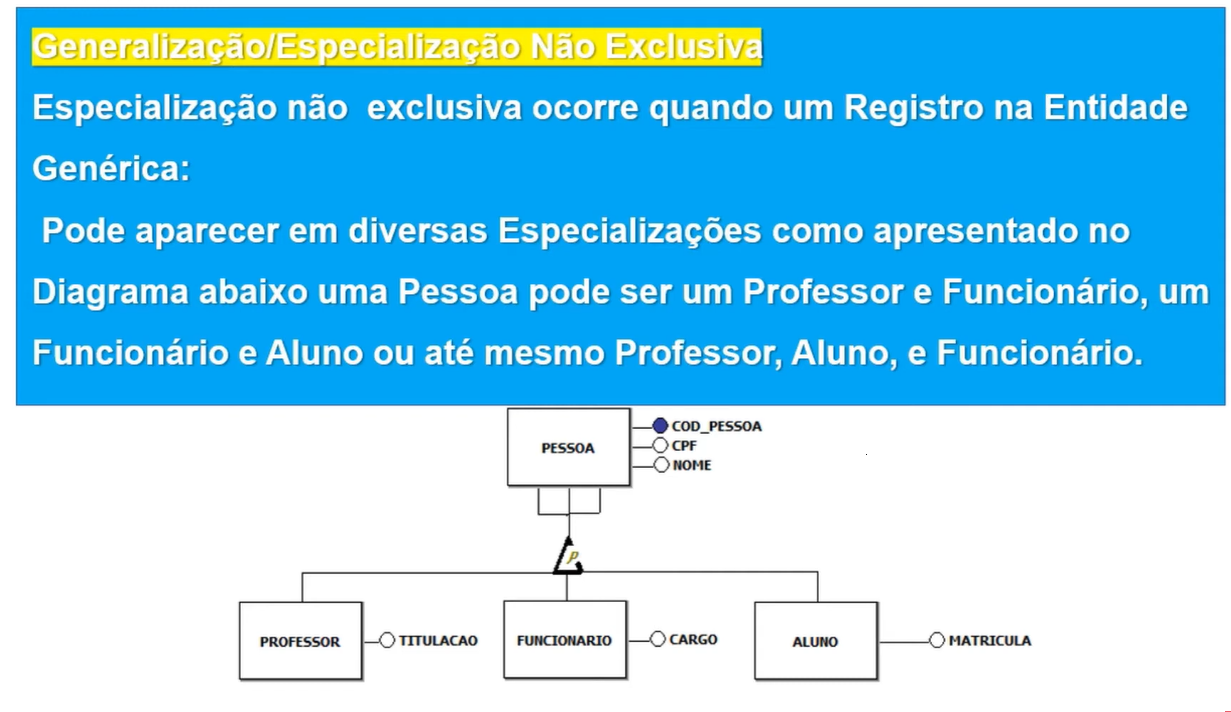 Generalização/Especialização Não Exclusiva
Especialização não exclusiva ocorre quando um Registro na Entidade
Genérica:
Pode aparecer em diversas Especializações como apresentado no
Diagrama abaixo uma Pessoa pode ser um Professor e Funcionário, um
Funcionário e Aluno ou até mesmo Professor, Aluno, e Funcionário.
PESSOA
COD_PESSOA
CPF
NOME
p
PROFESSOR
TITULACAO
FUNCIONARIO
CARGO
ALUNO
MATRICULA